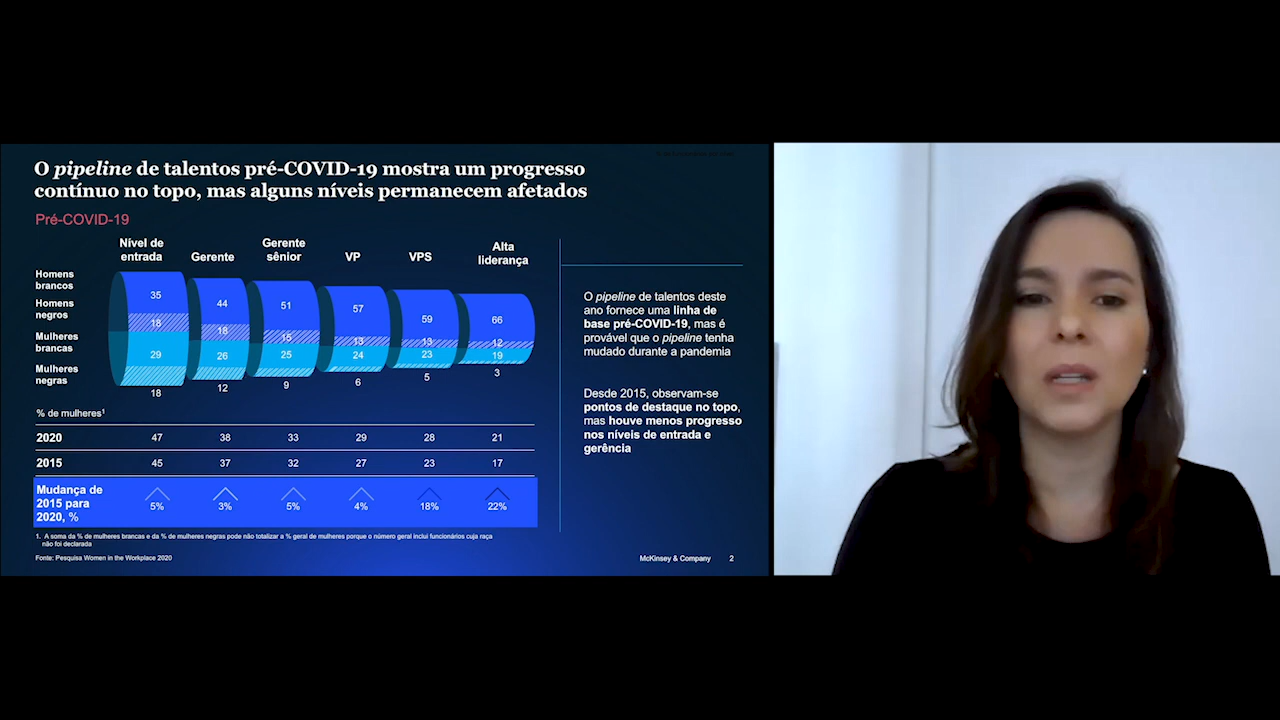 O pipeline de talentos pré-COVID-19 mostra um progresso
contínuo no topo, mas alguns níveis permanecem afetados
Pré-COVID-19
Nível de
entrada
Gerente
Gerente
sênior
VP
VPS
Alta
liderança
Homens
brancos
35 44 51 57 59 66
Homens
negros
18 18 15 13 13 12
Mulheres
brancas
29 26 25 24 23 19
Mulheres
negras
18 12 9 6 5 3
% de mulheres¹
2020 47 38 33 29 28 21
2015 45 37 32 27 23 17
Mudança de
2015 para
2020, %
5% 3% 5% 4% 18% 22%
1. A soma da % de mulheres brancas e da % de mulheres negras pode não totalizar a % geral de mulheres porque o número geral inclui funcionários cuja raça
não foi declarada
Fonte: Pesquisa Women in the Workplace 2020
O pipeline de talentos deste
ano fornece uma linha de
base pré-COVID-19, mas é
provável que o pipeline tenha
mudado durante a pandemia
Desde 2015, observam-se
pontos de destaque no topo,
mas houve menos progresso
nos níveis de entrada e
gerência
McKinsey & Company 2